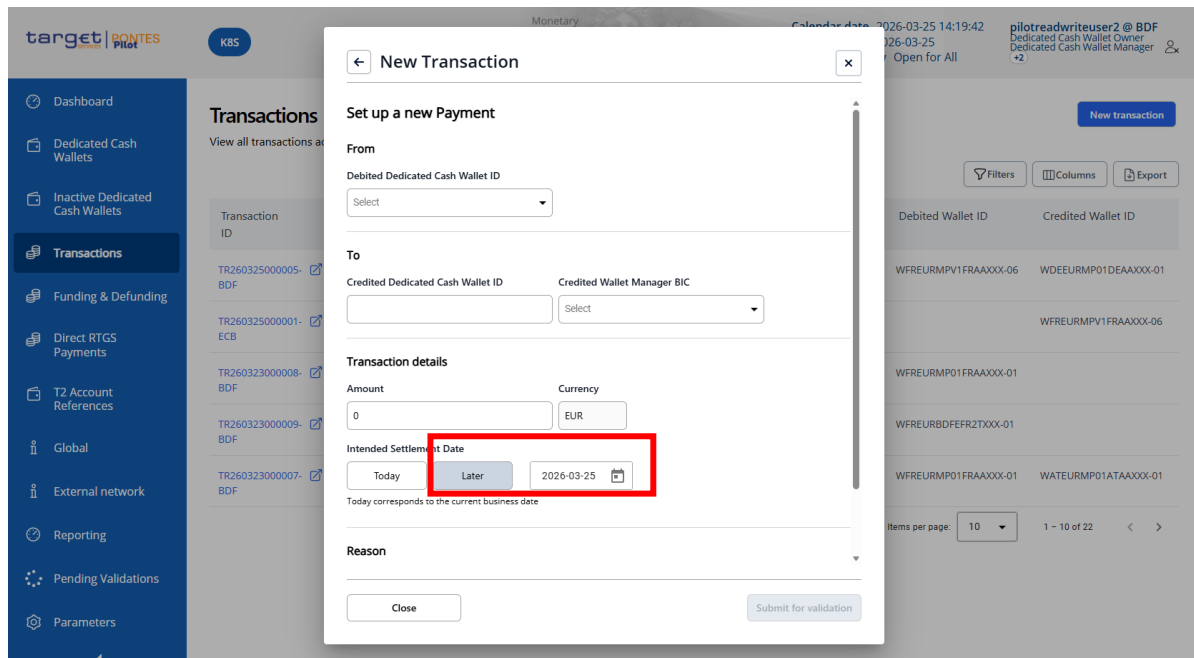 target | PONTES
SERVICES Pilot
K8S
Monetary
Calendar date 2026-03-25 14:19:42
026-03-25
Open for All
pilotreadwriteuser2 @ BDF
Dedicated Cash Wallet Owner
Dedicated Cash Wallet Manager
+2
Dashboard
Dedicated Cash
Wallets
Inactive Dedicated
Cash Wallets
Transactions
Funding & Defunding
Direct RTGS
Payments
T2 Account
References
Global
External network
Reporting
Pending Validations
Parameters
Transactions
View all transactions ac
New transaction
Filters
Columns
Export
Transaction
ID
Debited Wallet ID
Credited Wallet ID
TR260325000005-
BDF
WFREURMPV1FRAAXXX-06
WDEEURMP01DEAAXXX-01
TR260325000001-
ECB
WFREURMPV1FRAAXXX-06
TR260323000008-
BDF
WFREURMP01FRAAXXX-01
TR260323000009-
BDF
WFREURBDFEFR2TXXX-01
TR260323000007-
BDF
WFREURMP01FRAAXXX-01
WATEURMP01ATAAXXX-01
Items per page: 10
1 – 10 of 22
New Transaction
Set up a new Payment
From
Debited Dedicated Cash Wallet ID
Select
To
Credited Dedicated Cash Wallet ID
Credited Wallet Manager BIC
Select
Transaction details
Amount
Currency
0
EUR
Intended Settlement Date
Today
Later
2026-03-25
Today corresponds to the current business date
Reason
Close
Submit for validation